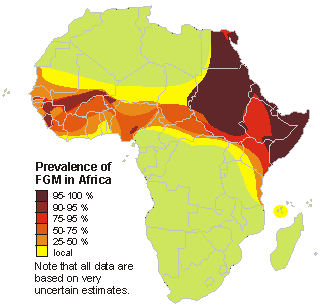 Prevalence of
FGM in Africa
95-100 %
90-95 %
75-95 %
50-75 %
25-50 %
local
Note that all data are
based on very
uncertain estimates.